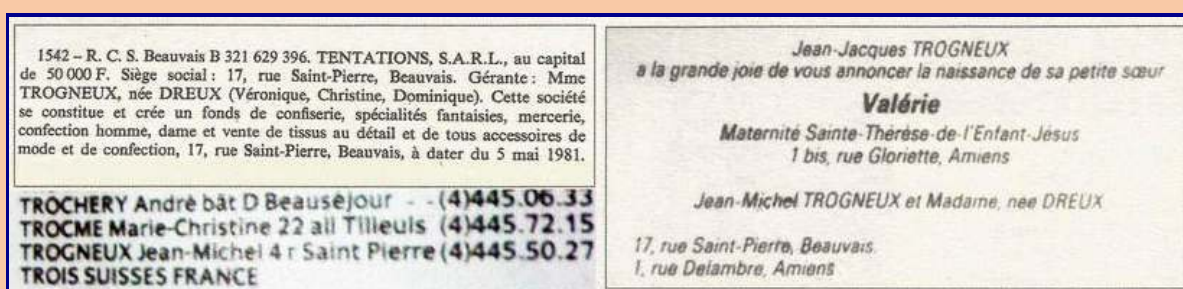 1542 – R. C. S. Beauvais B 321 629 396. TENTATIONS, S.A.R.L., au capital
de 50 000 F. Siège social : 17, rue Saint-Pierre, Beauvais. Gérante : Mme
TROGNEUX, née DREUX (Véronique, Christine, Dominique). Cette société
se constitue et crée un fonds de confiserie, spécialités fantaisies, mercerie,
confection homme, dame et vente de tissus au détail et de tous accessoires de
mode et de confection, 17, rue Saint-Pierre, Beauvais, à dater du 5 mai 1981.
TROCHERY André bât D Beauséjour - - (4)445.06.33
TROCME Marie-Christine 22 all Tilleuls (4)445.72.15
TROGNEUX Jean-Michel 4 r Saint Pierre (4)445.50.27
TROIS SUISSES FRANCE
Jean-Jacques TROGNEUX
a la grande joie de vous annoncer la naissance de sa petite sœur
Valérie
Maternité Sainte-Thérèse-de-l'Enfant-Jésus
1 bis, rue Gloriette, Amiens
Jean-Michel TROGNEUX et Madame, née DREUX
17, rue Saint-Pierre, Beauvais
1, rue Delambre, Amiens